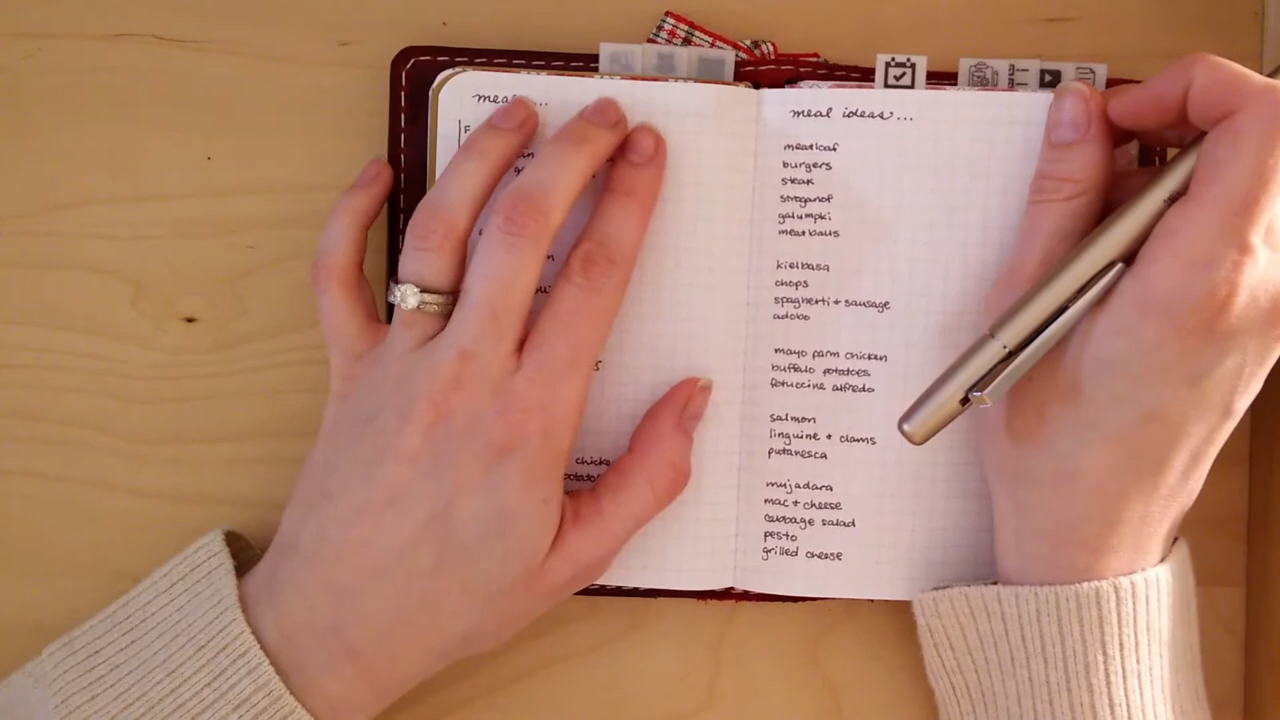 meal ideas...
meatloaf
burgers
steak
stroganof
galumpki
meatballs
kielbasa
chops
spaghetti + sausage
adobo
mayo parm chicken
buffalo potatoes
fetuccine alfredo
salmon
linguine + clams
putanesca
mujadara
mac + cheese
cabbage salad
pesto
grilled cheese